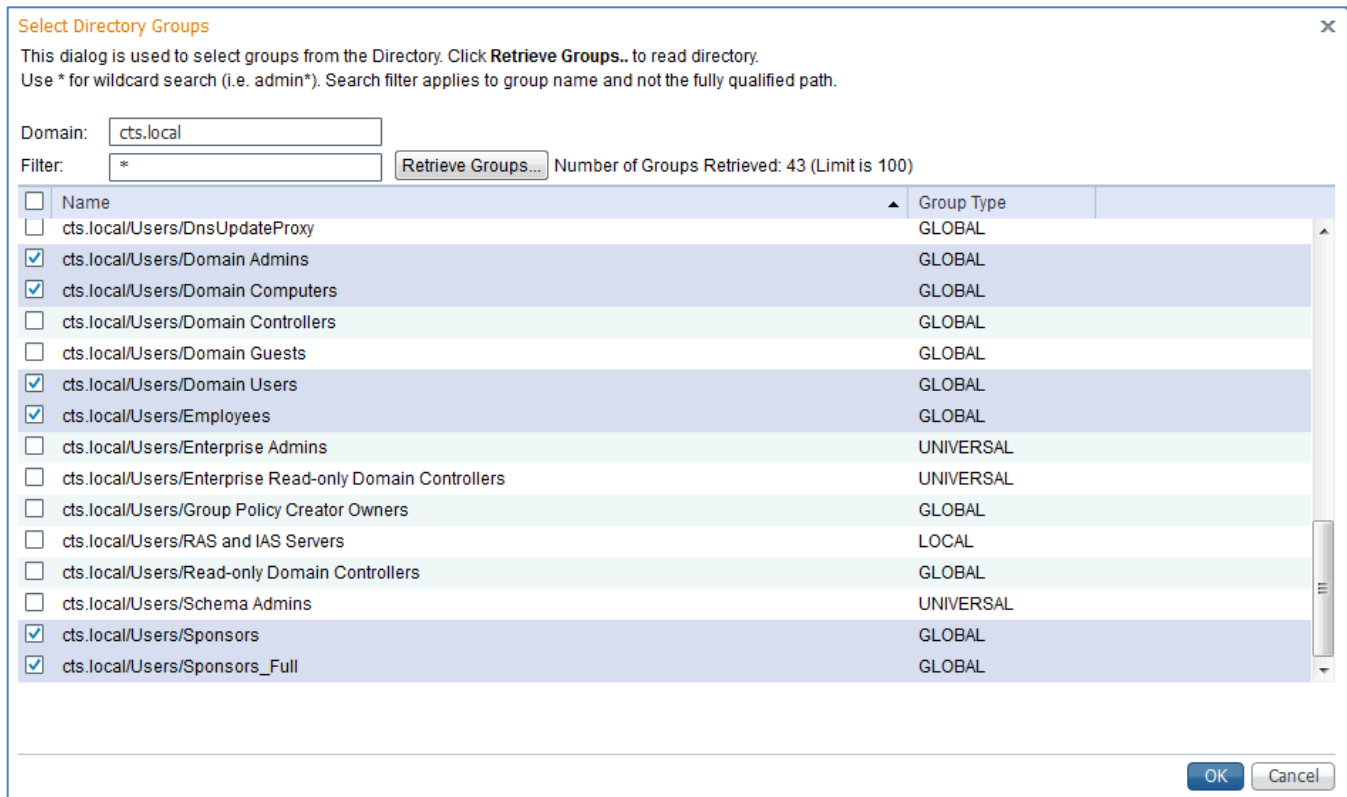 Select Directory Groups
This dialog is used to select groups from the Directory. Click Retrieve Groups.. to read directory.
Use * for wildcard search (i.e. admin*). Search filter applies to group name and not the fully qualified path.
Domain: cts.local
Filter: * Retrieve Groups... Number of Groups Retrieved: 43 (Limit is 100)
Name Group Type
cts.local/Users/DnsUpdateProxy GLOBAL
cts.local/Users/Domain Admins GLOBAL
cts.local/Users/Domain Computers GLOBAL
cts.local/Users/Domain Controllers GLOBAL
cts.local/Users/Domain Guests GLOBAL
cts.local/Users/Domain Users GLOBAL
cts.local/Users/Employees GLOBAL
cts.local/Users/Enterprise Admins UNIVERSAL
cts.local/Users/Enterprise Read-only Domain Controllers UNIVERSAL
cts.local/Users/Group Policy Creator Owners GLOBAL
cts.local/Users/RAS and IAS Servers LOCAL
cts.local/Users/Read-only Domain Controllers GLOBAL
cts.local/Users/Schema Admins UNIVERSAL
cts.local/Users/Sponsors GLOBAL
cts.local/Users/Sponsors_Full GLOBAL
OK Cancel